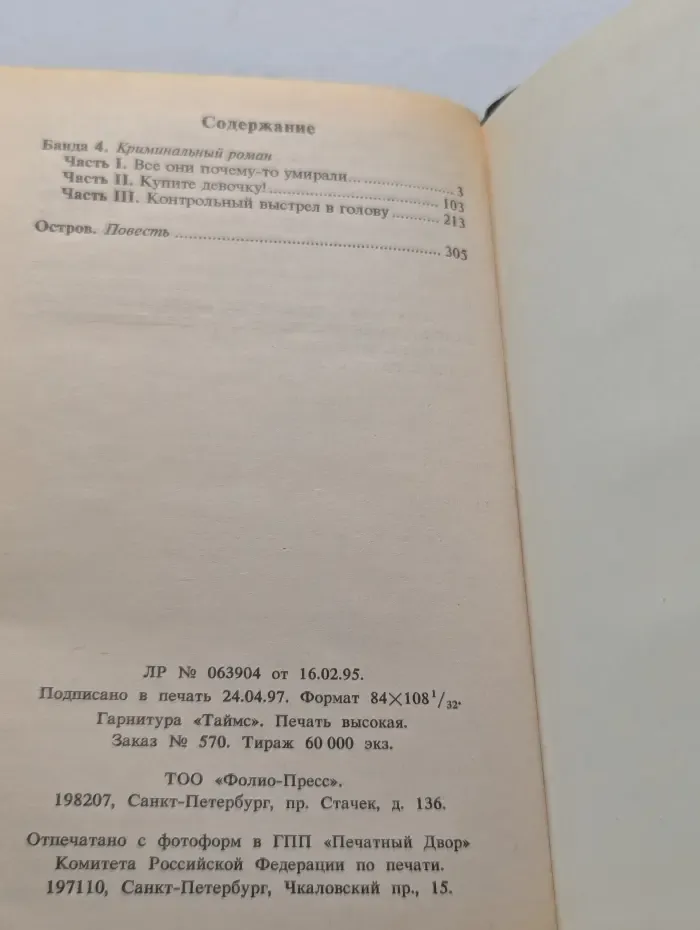 Содержание
Банда 4. Криминальный роман
Часть I. Все они почему-то умирали........................3
Часть II. Купите девочку!........................................103
Часть III. Контрольный выстрел в голову...........213
Остров. Повесть......................................................305
ЛР № 063904 от 16.02.95.
Подписано в печать 24.04.97. Формат 84×108¹/₃₂.
Гарнитура «Таймс». Печать высокая.
Заказ № 570. Тираж 60 000 экз.
ТОО «Фолио-Пресс».
198207, Санкт-Петербург, пр. Стачек, д. 136.
Отпечатано с фотоформ в ГПП «Печатный Двор»
Комитета Российской Федерации по печати.
197110, Санкт-Петербург, Чкаловский пр., 15.